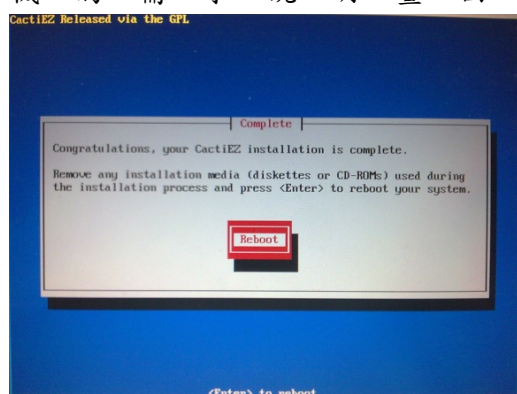 CactiEZ Released via the GPL
Complete
Congratulations, your CactiEZ installation is complete.
Remove any installation media (diskettes or CD-ROMs) used during
the installation process and press <Enter> to reboot your system.
Reboot
<Enter> to reboot